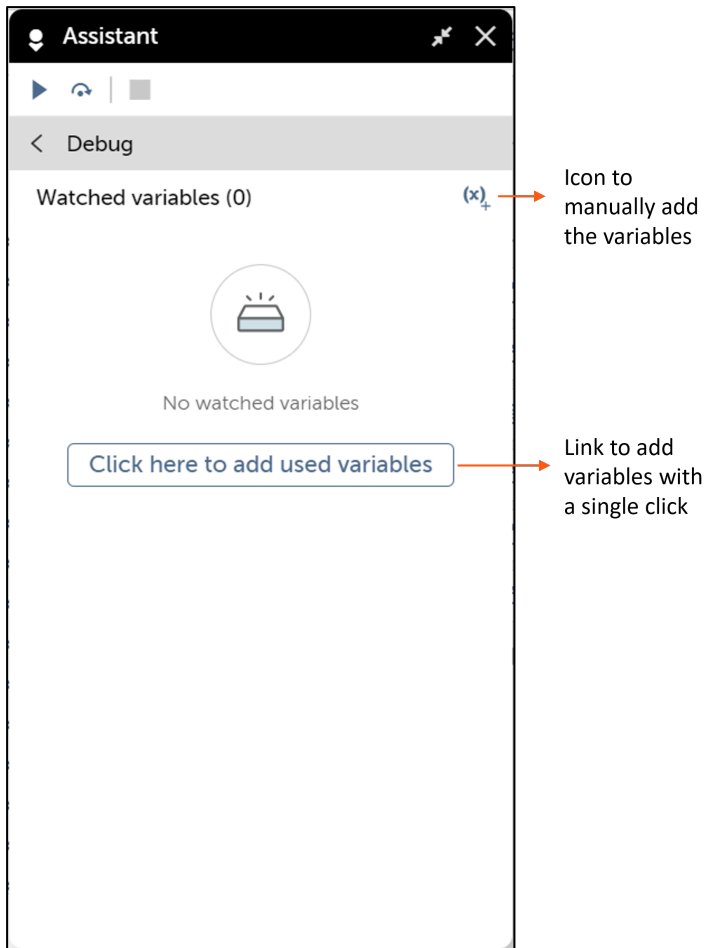 Assistant
Debug
Watched variables (0)
(x)+
Icon to
manually add
the variables
No watched variables
Click here to add used variables
Link to add
variables with
a single click